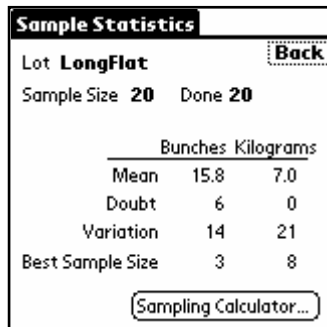 Sample Statistics
Back
Lot LongFlat
Sample Size 20 Done 20
Bunches Kilograms
Mean 15.8 7.0
Doubt 6 0
Variation 14 21
Best Sample Size 3 8
Sampling Calculator...